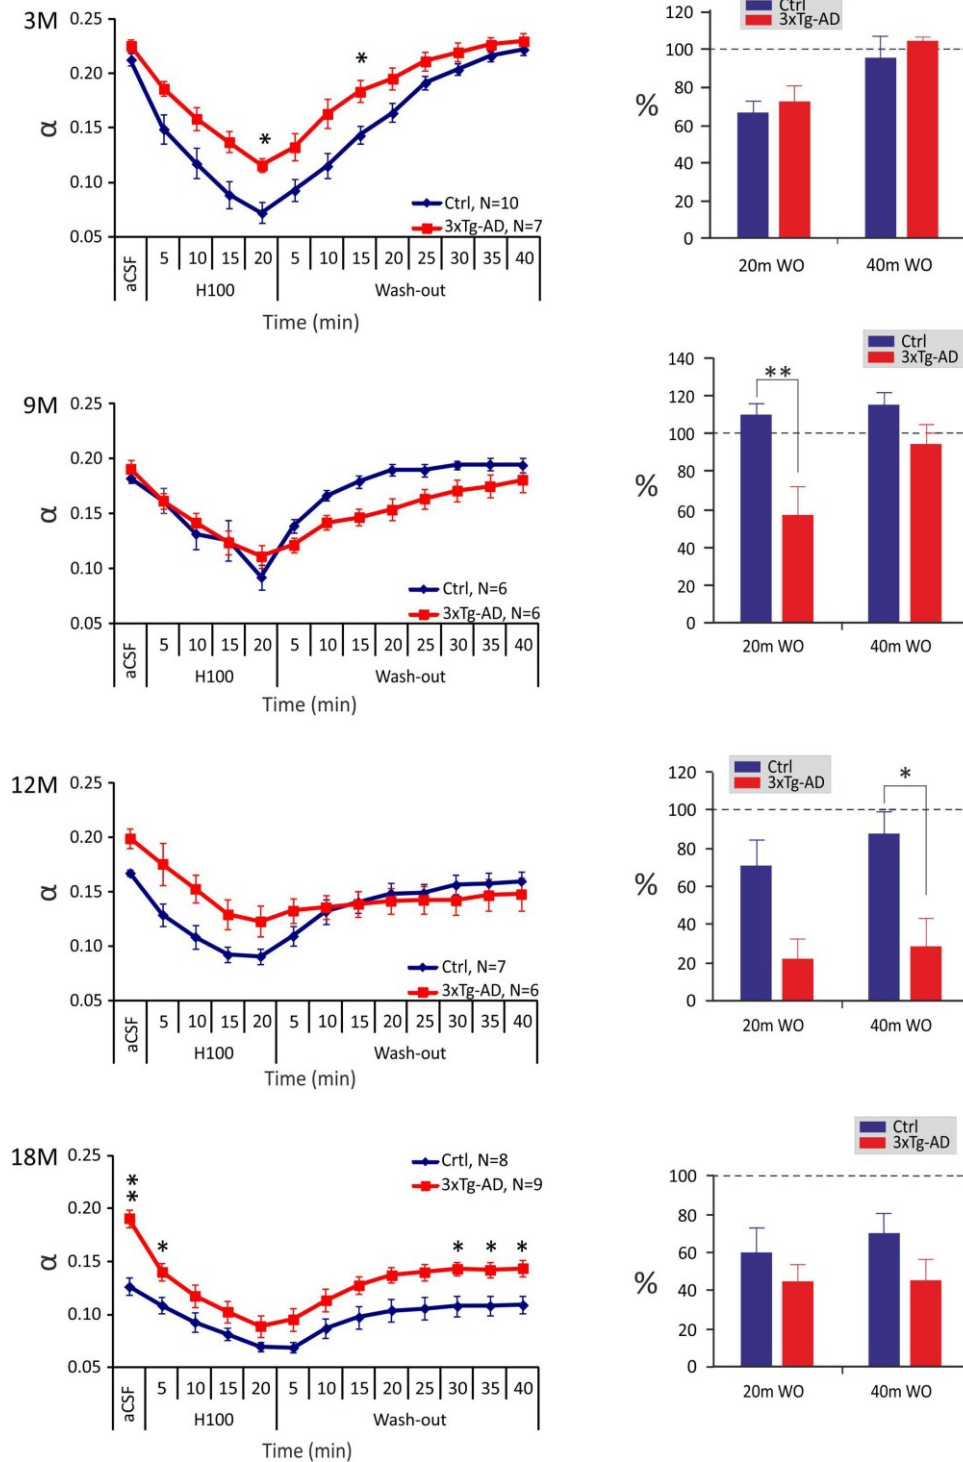 3M
0.25
0.20
0.15
0.10
0.05
α
*
*
Ctrl, N=10
3xTg-AD, N=7
aCSF
5 10 15 20 5 10 15 20 25 30 35 40
H100 Wash-out
Time (min)
Ctrl
3xTg-AD
120
100
80
60
40
20
0
%
20m WO 40m WO
9M
0.25
0.20
0.15
0.10
0.05
α
Ctrl, N=6
3xTg-AD, N=6
aCSF
5 10 15 20 5 10 15 20 25 30 35 40
H100 Wash-out
Time (min)
Ctrl
3xTg-AD
140
120
100
80
60
40
20
0
%
**
20m WO 40m WO
12M
0.25
0.20
0.15
0.10
0.05
α
Ctrl, N=7
3xTg-AD, N=6
aCSF
5 10 15 20 5 10 15 20 25 30 35 40
H100 Wash-out
Time (min)
Ctrl
3xTg-AD
120
100
80
60
40
20
0
%
*
20m WO 40m WO
18M
0.25
0.20
0.15
0.10
0.05
α
**
*
* * *
Crtl, N=8
3xTg-AD, N=9
aCSF
5 10 15 20 5 10 15 20 25 30 35 40
H100 Wash-out
Time (min)
Ctrl
3xTg-AD
100
80
60
40
20
0
%
20m WO 40m WO